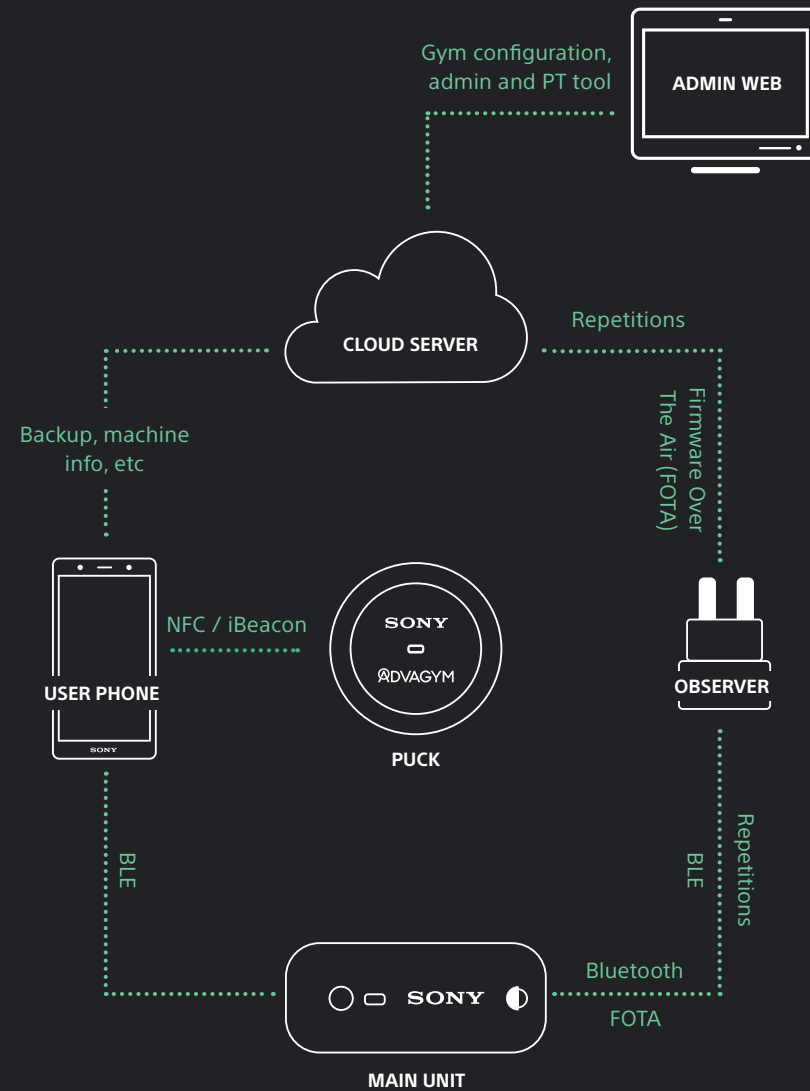 Gym configuration,
admin and PT tool
ADMIN WEB
CLOUD SERVER
Repetitions
Firmware Over
The Air (FOTA)
Backup, machine
info, etc
NFC / iBeacon
SONY
ADVAGYM
PUCK
USER PHONE
SONY
OBSERVER
BLE
BLE
Repetitions
Bluetooth
FOTA
SONY
MAIN UNIT